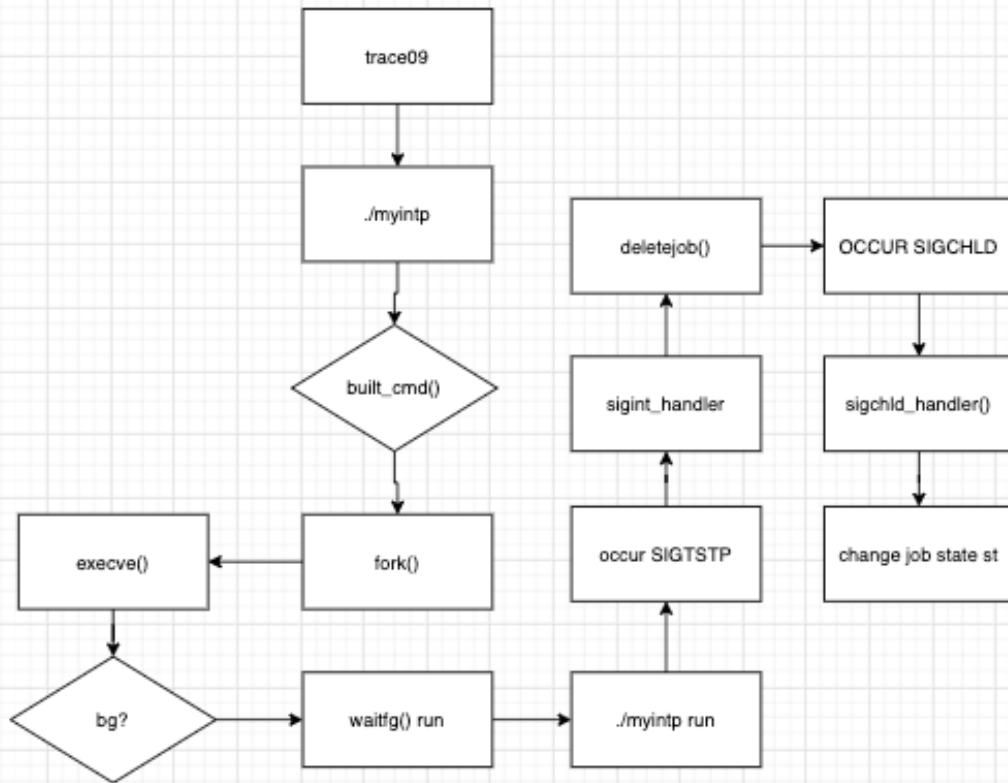 trace09
./myintp
built_cmd()
fork()
execve()
bg?
waitfg() run
./myintp run
occur SIGTSTP
sigint_handler
deletejob()
OCCUR SIGCHLD
sigchld_handler()
change job state st